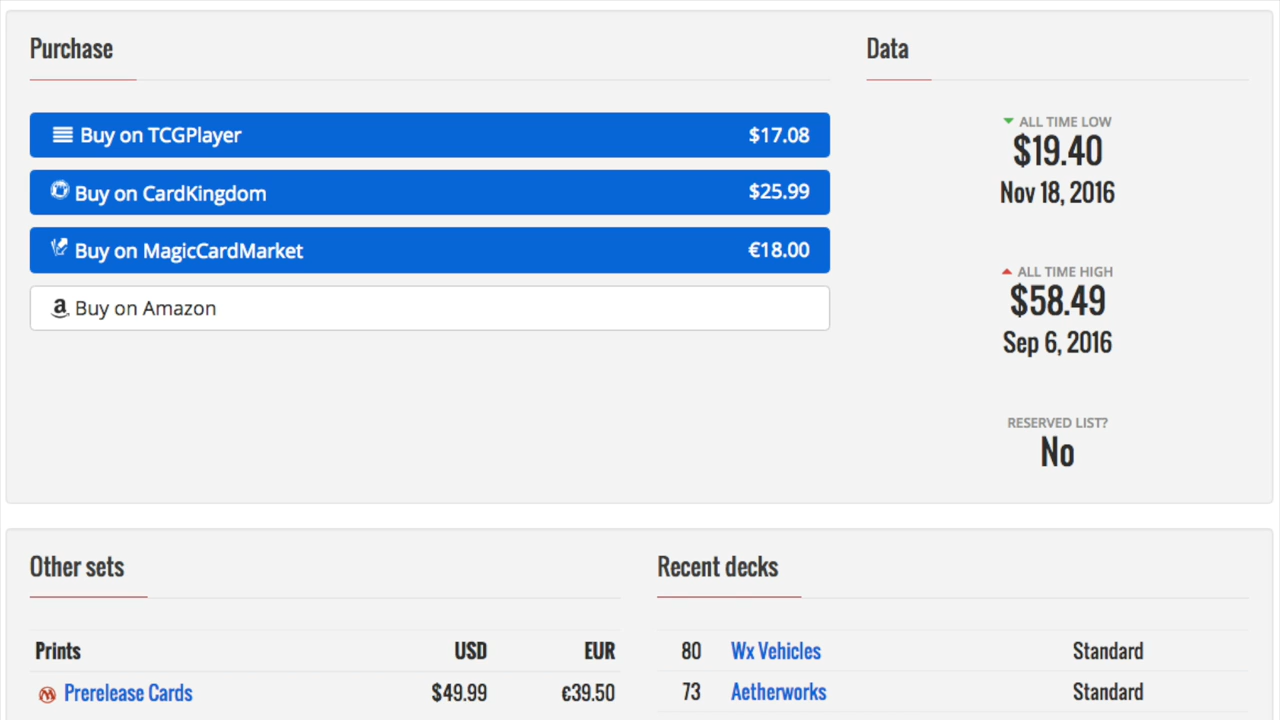 Purchase
Buy on TCGPlayer $17.08
Buy on CardKingdom $25.99
Buy on MagicCardMarket €18.00
Buy on Amazon
Data
ALL TIME LOW
$19.40
Nov 18, 2016
ALL TIME HIGH
$58.49
Sep 6, 2016
RESERVED LIST?
No
Other sets
Prints USD EUR
Prerelease Cards $49.99 €39.50
Recent decks
80 Wx Vehicles Standard
73 Aetherworks Standard